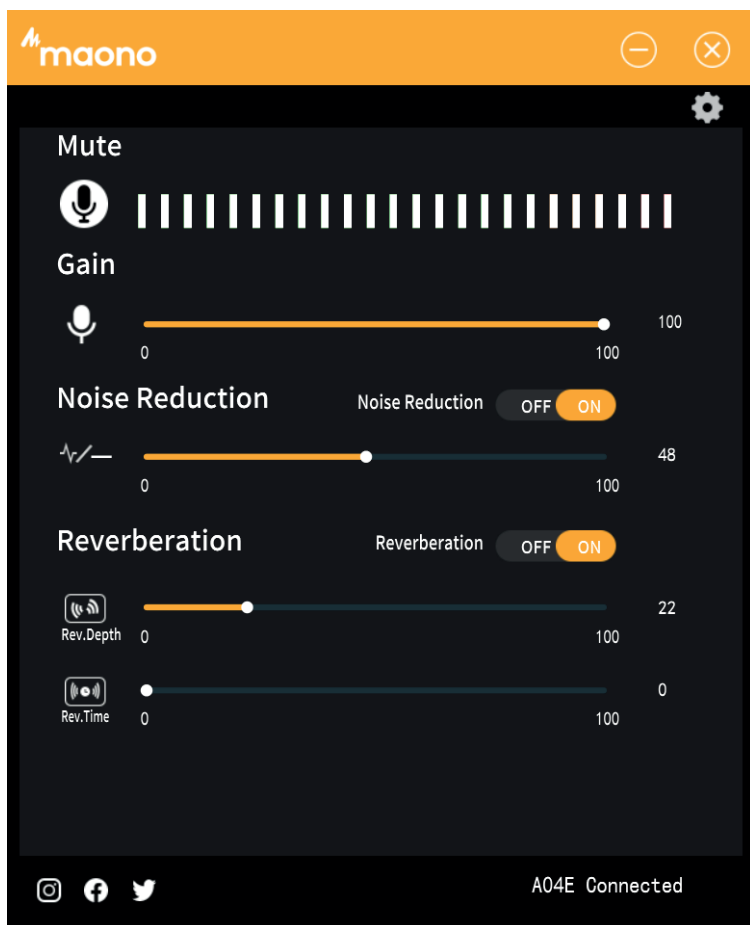 maono
Mute
Gain
100
0 100
Noise Reduction Noise Reduction OFF ON
48
0 100
Reverberation Reverberation OFF ON
22
Rev.Depth 0 100
0
Rev.Time 0 100
A04E Connected